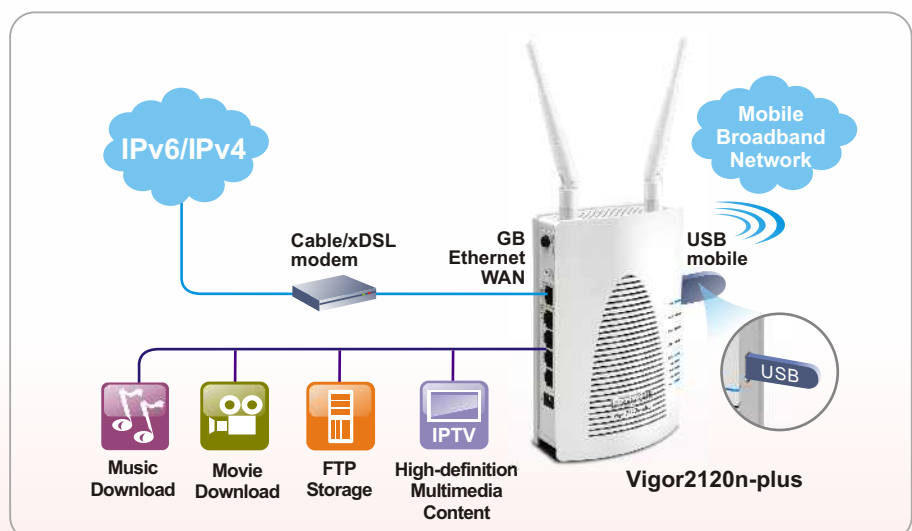 IPv6/IPv4
Mobile
Broadband
Network
Cable/xDSL
modem
GB
Ethernet
WAN
USB
mobile
USB
IPTV
Music
Download
Movie
Download
FTP
Storage
High-definition
Multimedia
Content
Vigor2120n-plus